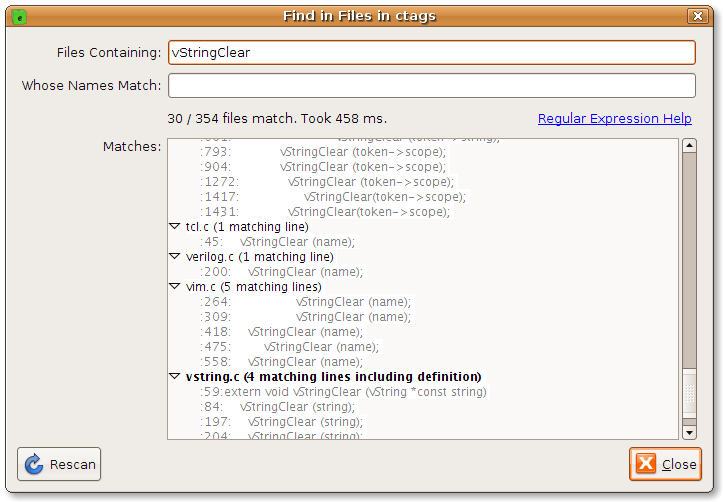 Find in Files in ctags
Files Containing: vStringClear
Whose Names Match:
30 / 354 files match. Took 458 ms. Regular Expression Help
Matches:
:793: vStringClear (token->scope);
:904: vStringClear (token->scope);
:1272: vStringClear (token->scope);
:1417: vStringClear(token->scope);
:1431: vStringClear(token->scope);
tcl.c (1 matching line)
:45: vStringClear (name);
verilog.c (1 matching line)
:200: vStringClear (name);
vim.c (5 matching lines)
:264: vStringClear (name);
:309: vStringClear (name);
:418: vStringClear (name);
:475: vStringClear (name);
:558: vStringClear (name);
vstring.c (4 matching lines including definition)
:59:extern void vStringClear (vString *const string)
:84: vStringClear (string);
:197: vStringClear (string);
:204: vStringClear (string);
Rescan
Close